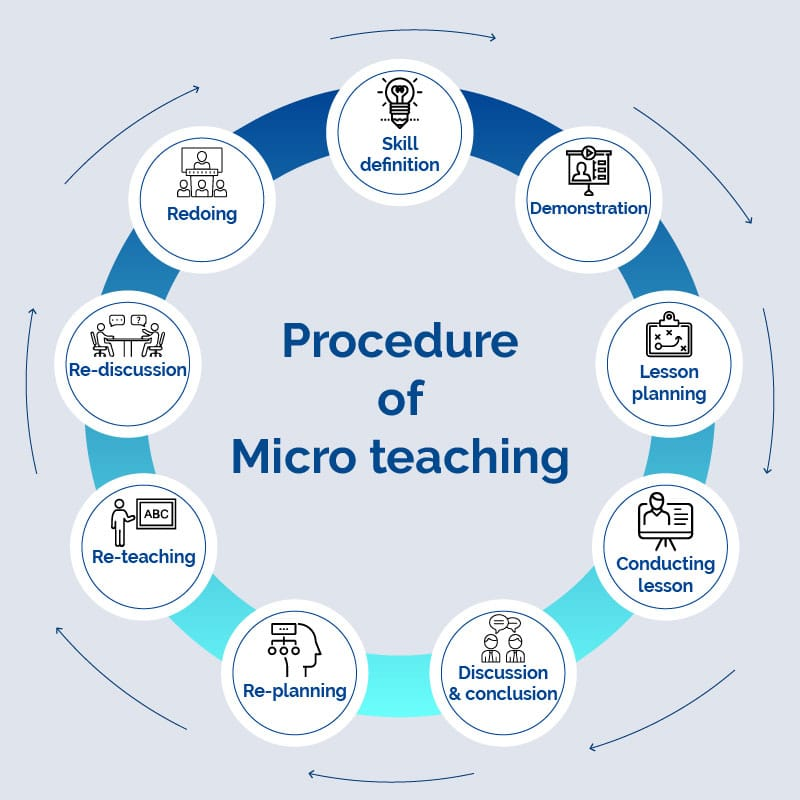 Procedure
of
Micro teaching
Skill
definition
Demonstration
Lesson
planning
Conducting
lesson
Discussion
& conclusion
Re-planning
Re-teaching
ABC
Re-discussion
?
Redoing